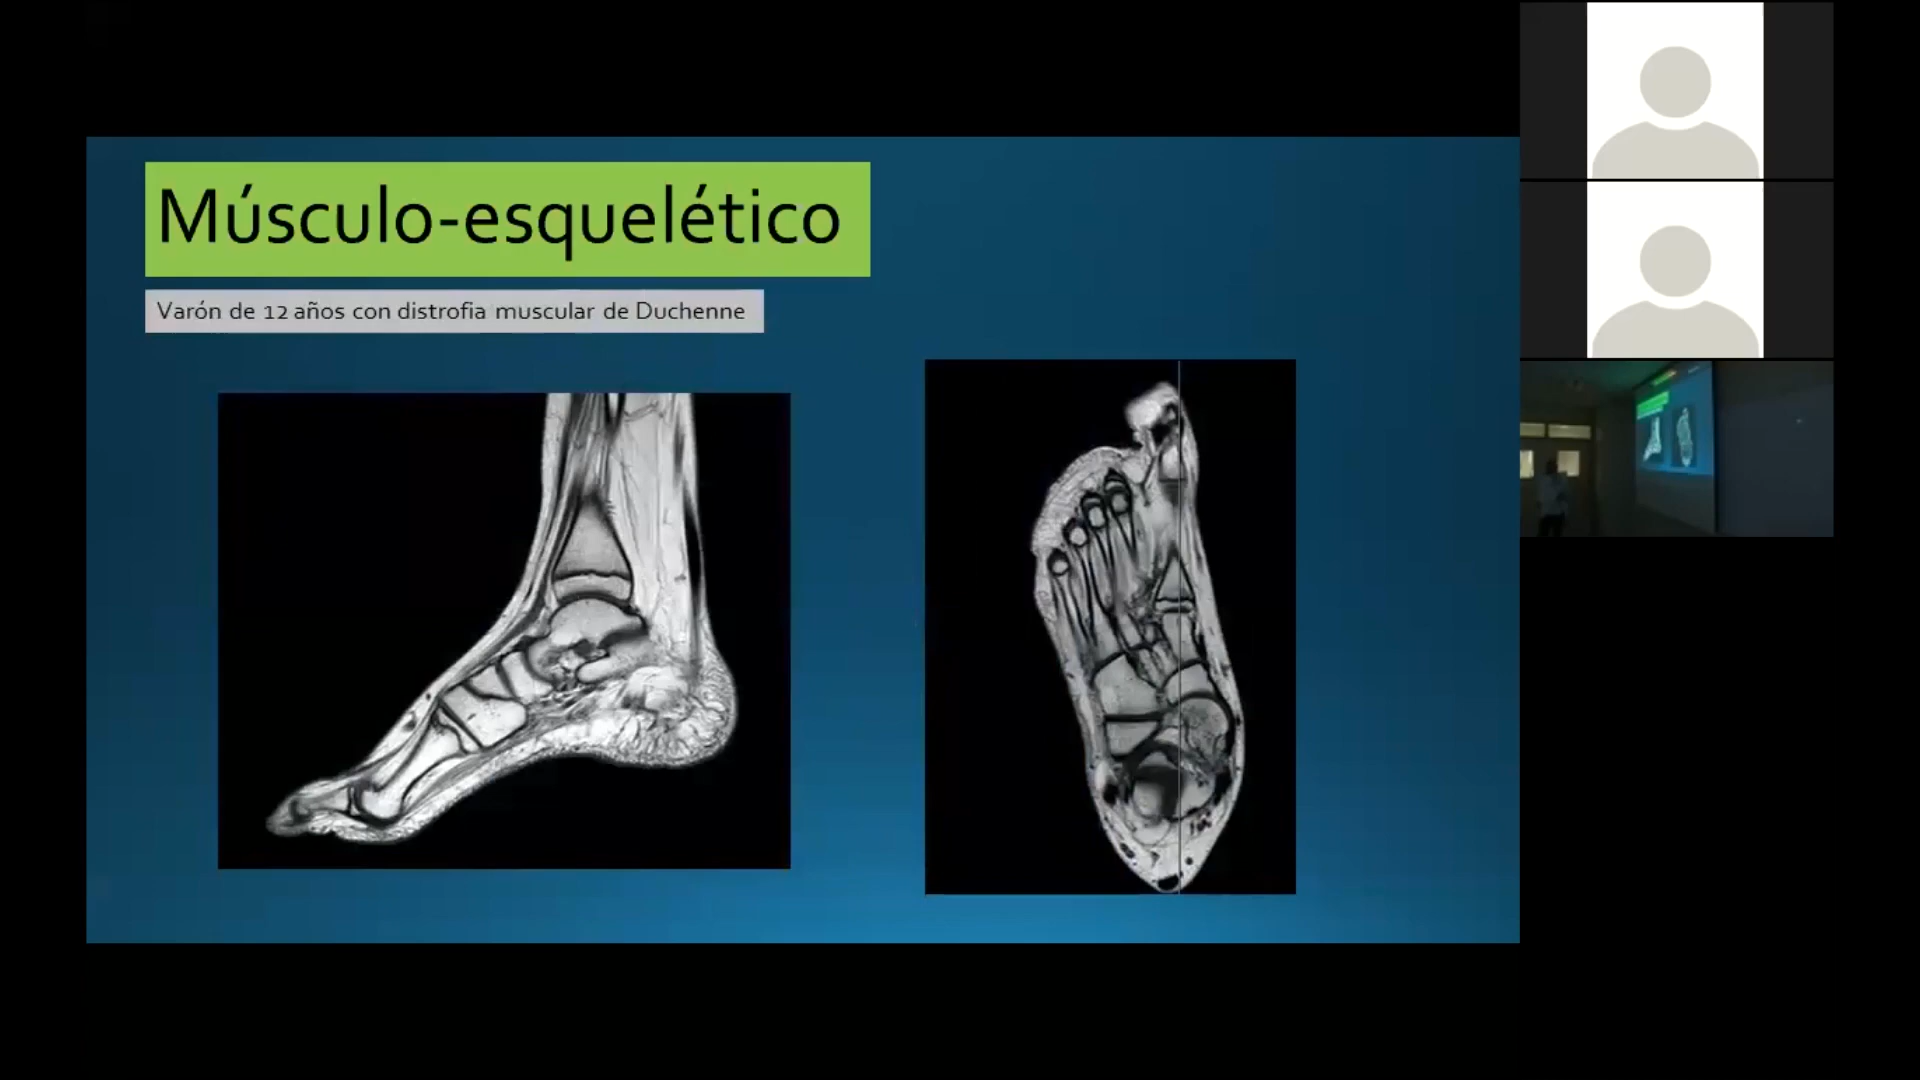 Músculo-esquelético
Varón de 12 años con distrofia muscular de Duchenne